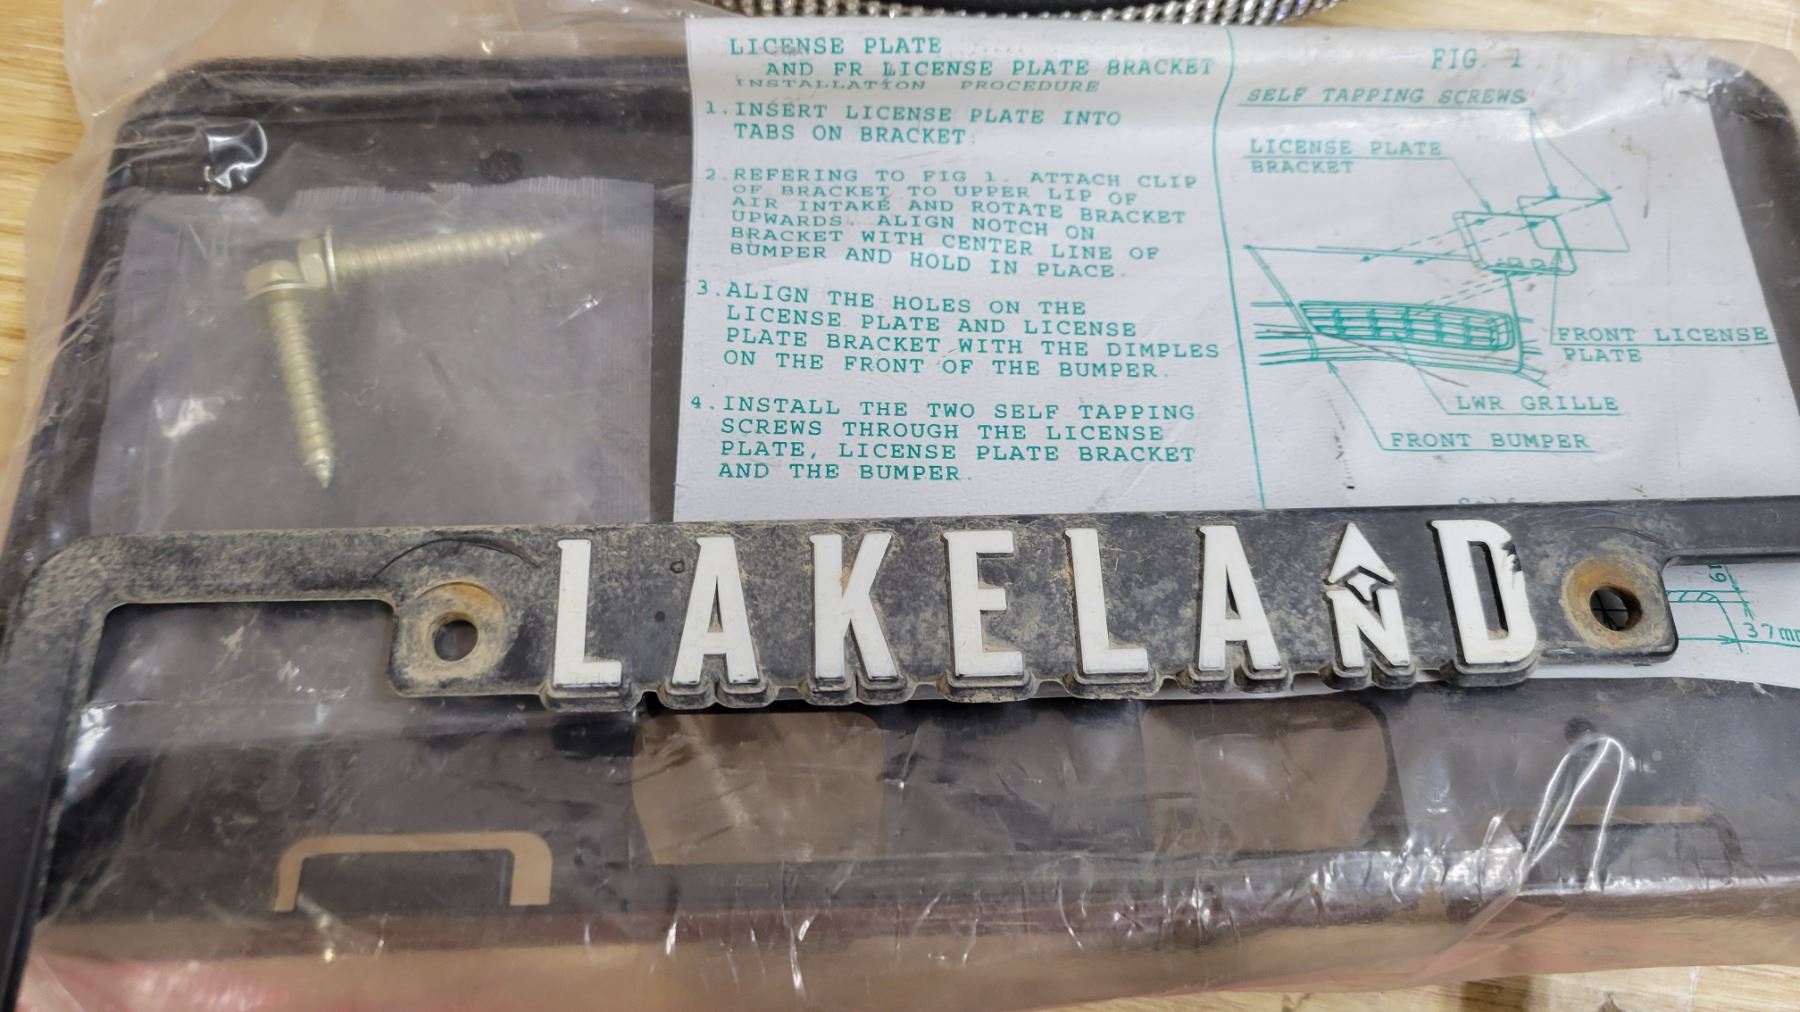 LICENSE PLATE
AND FR LICENSE PLATE BRACKET
INSTALLATION PROCEDURE
1. INSERT LICENSE PLATE INTO
TABS ON BRACKET.
2. REFERING TO FIG 1. ATTACH CLIP
OF BRACKET TO UPPER LIP OF
AIR INTAKE AND ROTATE BRACKET
UPWARDS. ALIGN NOTCH ON
BRACKET WITH CENTER LINE OF
BUMPER AND HOLD IN PLACE.
3. ALIGN THE HOLES ON THE
LICENSE PLATE AND LICENSE
PLATE BRACKET WITH THE DIMPLES
ON THE FRONT OF THE BUMPER.
4. INSTALL THE TWO SELF TAPPING
SCREWS THROUGH THE LICENSE
PLATE, LICENSE PLATE BRACKET
AND THE BUMPER.
FIG. 1
SELF TAPPING SCREWS
LICENSE PLATE
BRACKET
FRONT LICENSE
PLATE
LWR GRILLE
FRONT BUMPER
LAKELAND
37mm